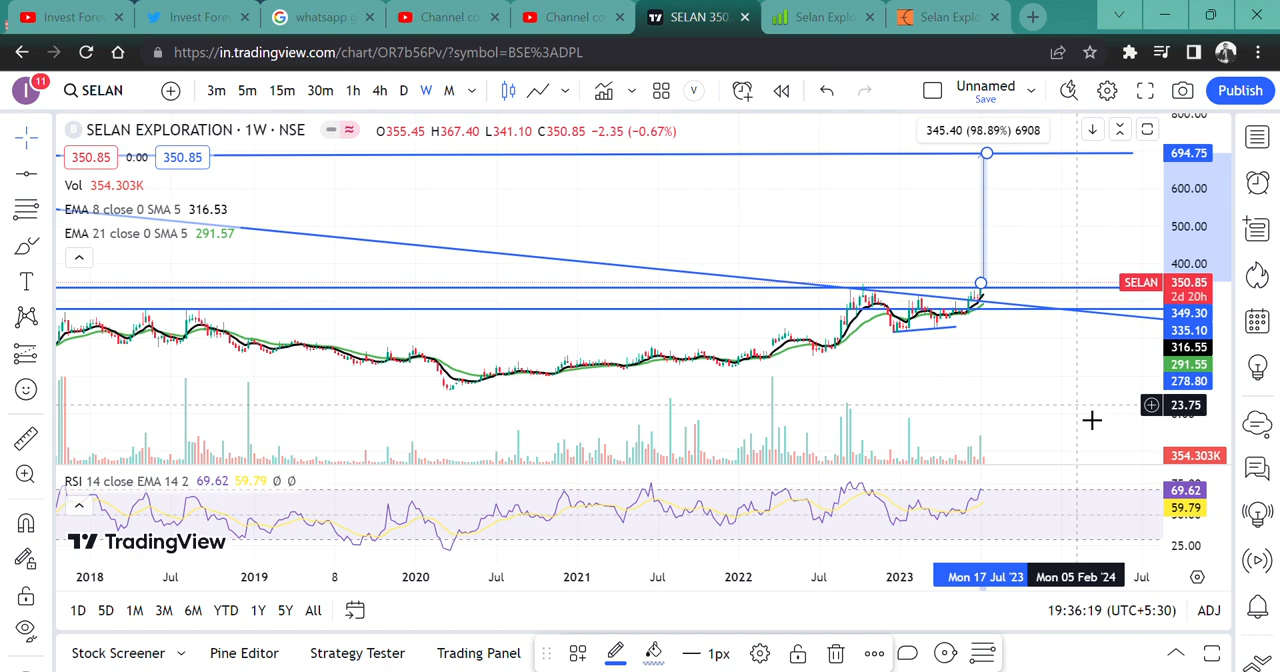 Invest Fore
Invest Fore
whatsapp g
Channel co
Channel co
SELAN 350.
Selan Explo
Selan Explo
https://in.tradingview.com/chart/OR7b56Pv/?symbol=BSE%3ADPL
I
11
SELAN
3m 5m 15m 30m 1h 4h D W M
V
Unnamed
Save
Publish
B SELAN EXPLORATION · 1W · NSE
O355.45 H367.40 L341.10 C350.85 −2.35 (−0.67%)
350.85 0.00 350.85
Vol 354.303K
EMA 8 close 0 SMA 5 316.53
EMA 21 close 0 SMA 5 291.57
345.40 (98.89%) 6908
800.00
694.75
600.00
500.00
400.00
SELAN 350.85
2d 20h
349.30
335.10
316.55
291.55
278.80
23.75
354.303K
RSI 14 close EMA 14 2 69.62 59.79 Ø Ø
69.62
59.79
25.00
TradingView
2018 Jul 2019 8 2020 Jul 2021 Jul 2022 Jul 2023 Mon 17 Jul '23 Mon 05 Feb '24 Jul
1D 5D 1M 3M 6M YTD 1Y 5Y All
19:36:19 (UTC+5:30) ADJ
Stock Screener Pine Editor Strategy Tester Trading Panel
1px